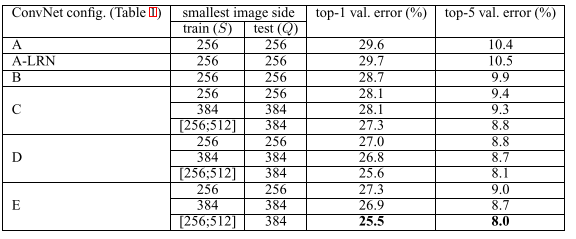 ConvNet config. (Table 1) smallest image side top-1 val. error (%) top-5 val. error (%)
train (S) test (Q)
A 256 256 29.6 10.4
A-LRN 256 256 29.7 10.5
B 256 256 28.7 9.9
C 256 256 28.1 9.4
384 384 28.1 9.3
[256;512] 384 27.3 8.8
D 256 256 27.0 8.8
384 384 26.8 8.7
[256;512] 384 25.6 8.1
E 256 256 27.3 9.0
384 384 26.9 8.7
[256;512] 384 25.5 8.0